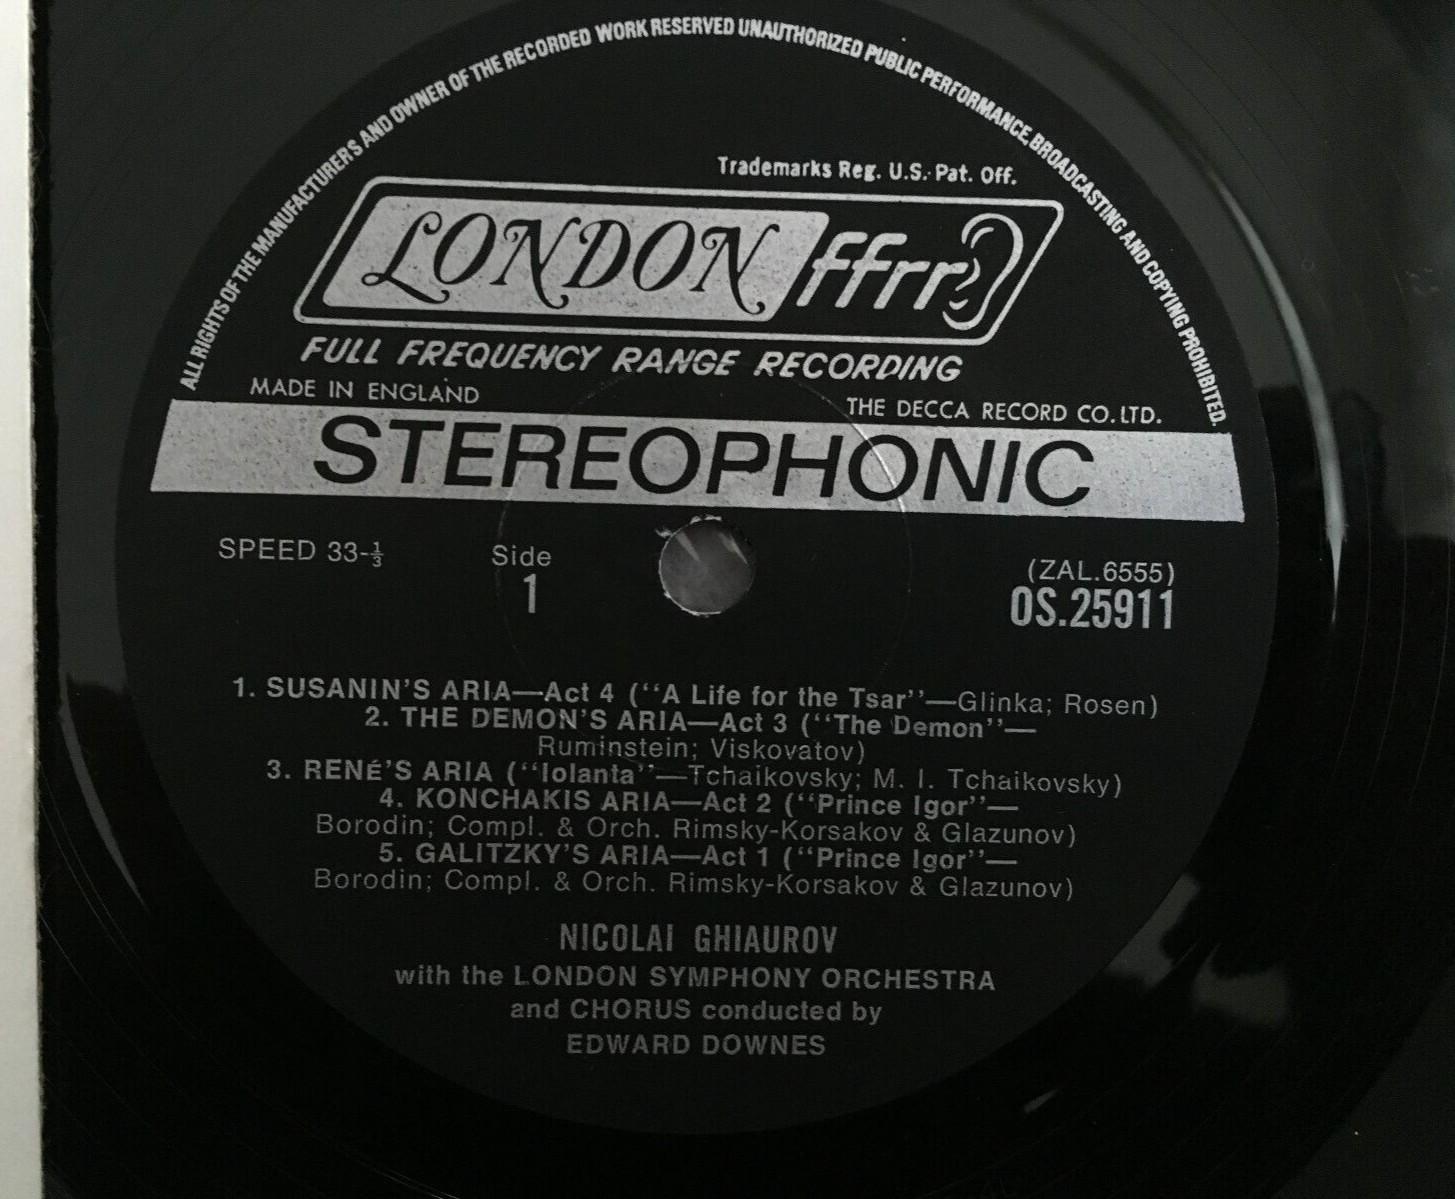 ALL RIGHTS OF THE MANUFACTURERS AND OWNER OF THE RECORDED WORK RESERVED UNAUTHORIZED PUBLIC PERFORMANCE, BROADCASTING AND COPYING PROHIBITED.
Trademarks Reg. U.S. Pat. Off.
LONDON ffrr
FULL FREQUENCY RANGE RECORDING
MADE IN ENGLAND
THE DECCA RECORD CO. LTD.
STEREOPHONIC
SPEED 33-⅓
Side
1
(ZAL.6555)
OS.25911
1. SUSANIN'S ARIA—Act 4 (“A Life for the Tsar”—Glinka; Rosen)
2. THE DEMON'S ARIA—Act 3 (“The Demon”—
Ruminstein; Viskovatov)
3. RENé'S ARIA (“Iolanta”—Tchaikovsky; M. I. Tchaikovsky)
4. KONCHAKIS ARIA—Act 2 (“Prince Igor”—
Borodin; Compl. & Orch. Rimsky-Korsakov & Glazunov)
5. GALITZKY'S ARIA—Act 1 (“Prince Igor”—
Borodin; Compl. & Orch. Rimsky-Korsakov & Glazunov)
NICOLAI GHIAUROV
with the LONDON SYMPHONY ORCHESTRA
and CHORUS conducted by
EDWARD DOWNES